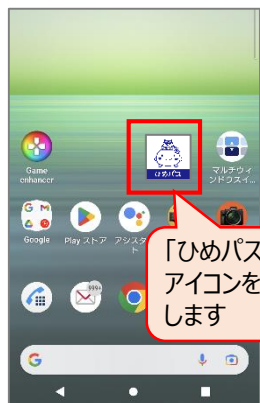 ひめパス
Game
enhancer
マルチウィ
ンドウスイ...
Google
Play ストア
アシスタ
ト
「ひめパス
アイコンを
します
999+